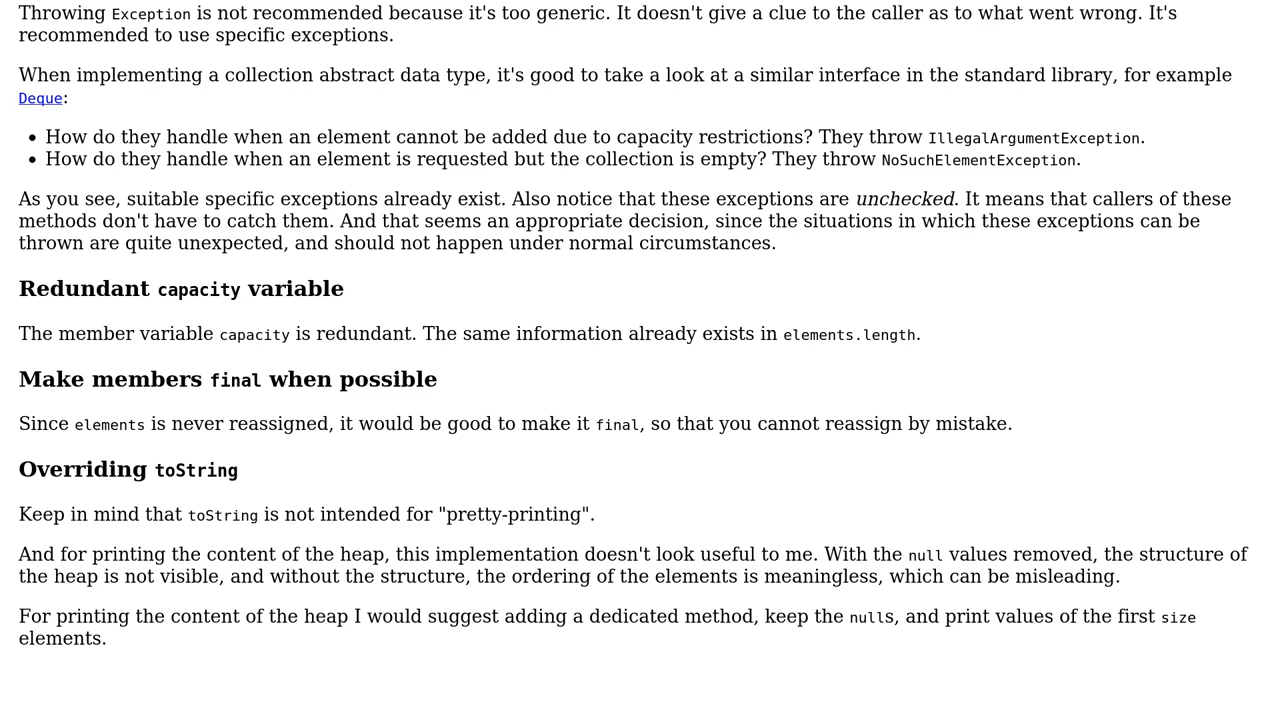 Throwing Exception is not recommended because it's too generic. It doesn't give a clue to the caller as to what went wrong. It's
recommended to use specific exceptions.
When implementing a collection abstract data type, it's good to take a look at a similar interface in the standard library, for example
Deque:
• How do they handle when an element cannot be added due to capacity restrictions? They throw IllegalArgumentException.
• How do they handle when an element is requested but the collection is empty? They throw NoSuchElementException.
As you see, suitable specific exceptions already exist. Also notice that these exceptions are unchecked. It means that callers of these
methods don't have to catch them. And that seems an appropriate decision, since the situations in which these exceptions can be
thrown are quite unexpected, and should not happen under normal circumstances.
Redundant capacity variable
The member variable capacity is redundant. The same information already exists in elements.length.
Make members final when possible
Since elements is never reassigned, it would be good to make it final, so that you cannot reassign by mistake.
Overriding toString
Keep in mind that toString is not intended for "pretty-printing".
And for printing the content of the heap, this implementation doesn't look useful to me. With the null values removed, the structure of
the heap is not visible, and without the structure, the ordering of the elements is meaningless, which can be misleading.
For printing the content of the heap I would suggest adding a dedicated method, keep the nulls, and print values of the first size
elements.